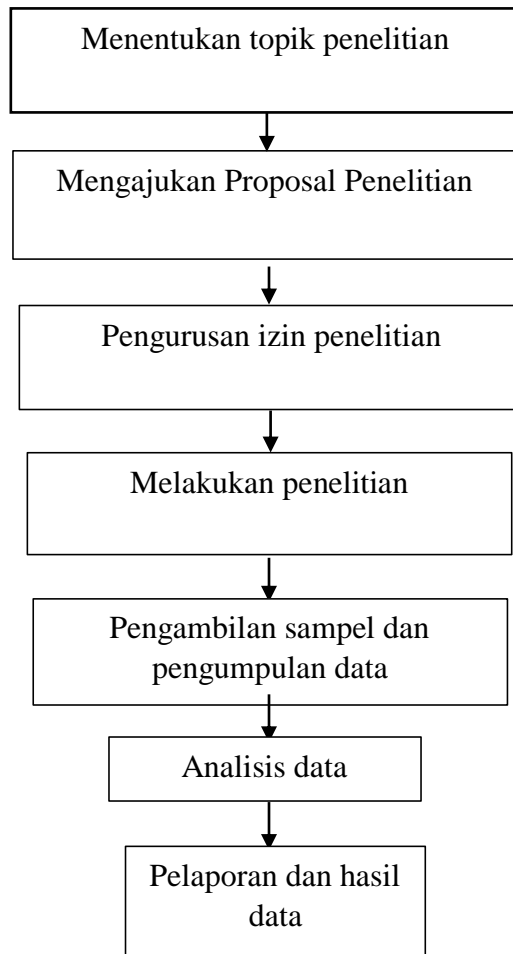 Menentukan topik penelitian
Mengajukan Proposal Penelitian
Pengurusan izin penelitian
Melakukan penelitian
Pengambilan sampel dan
pengumpulan data
Analisis data
Pelaporan dan hasil
data